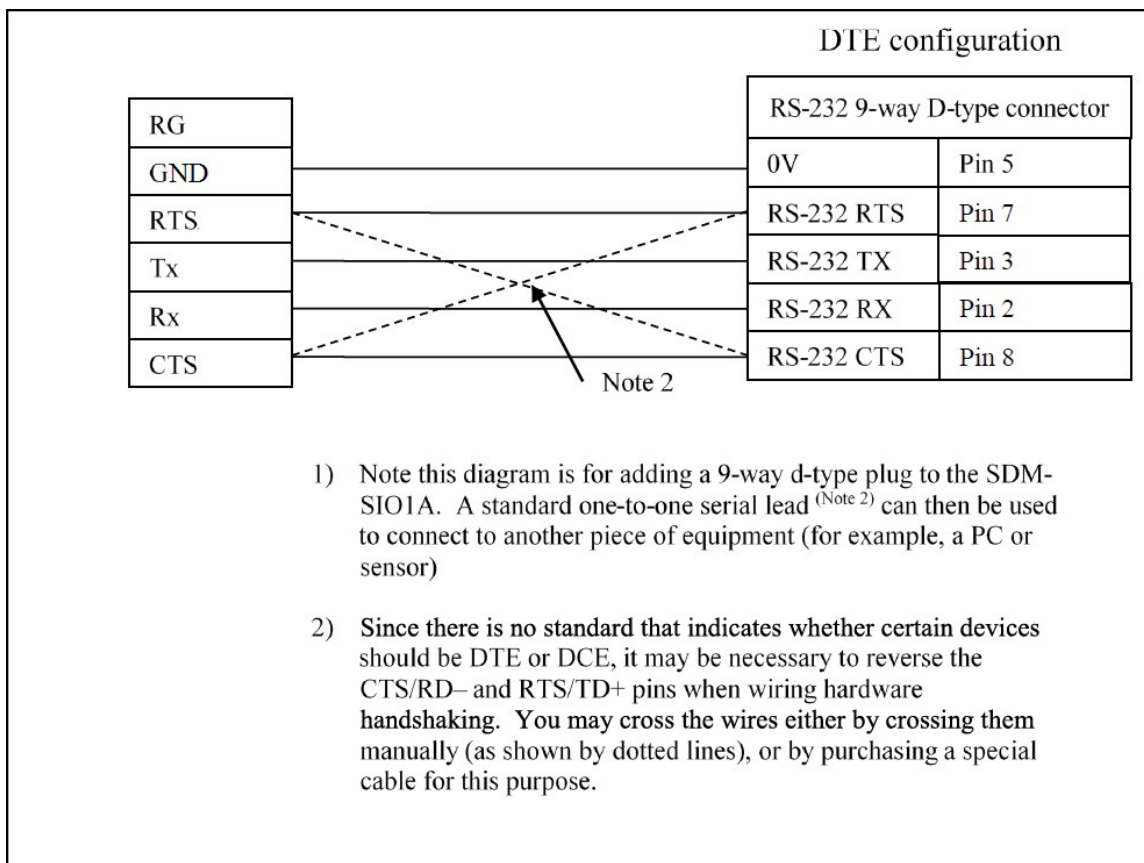 DTE configuration
RS-232 9-way D-type connector
RG
GND
0V Pin 5
RTS
RS-232 RTS Pin 7
Tx
RS-232 TX Pin 3
Rx
RS-232 RX Pin 2
CTS
RS-232 CTS Pin 8
Note 2
1) Note this diagram is for adding a 9-way d-type plug to the SDM-
SIO1A. A standard one-to-one serial lead (Note 2) can then be used
to connect to another piece of equipment (for example, a PC or
sensor)
2) Since there is no standard that indicates whether certain devices
should be DTE or DCE, it may be necessary to reverse the
CTS/RD– and RTS/TD+ pins when wiring hardware
handshaking. You may cross the wires either by crossing them
manually (as shown by dotted lines), or by purchasing a special
cable for this purpose.